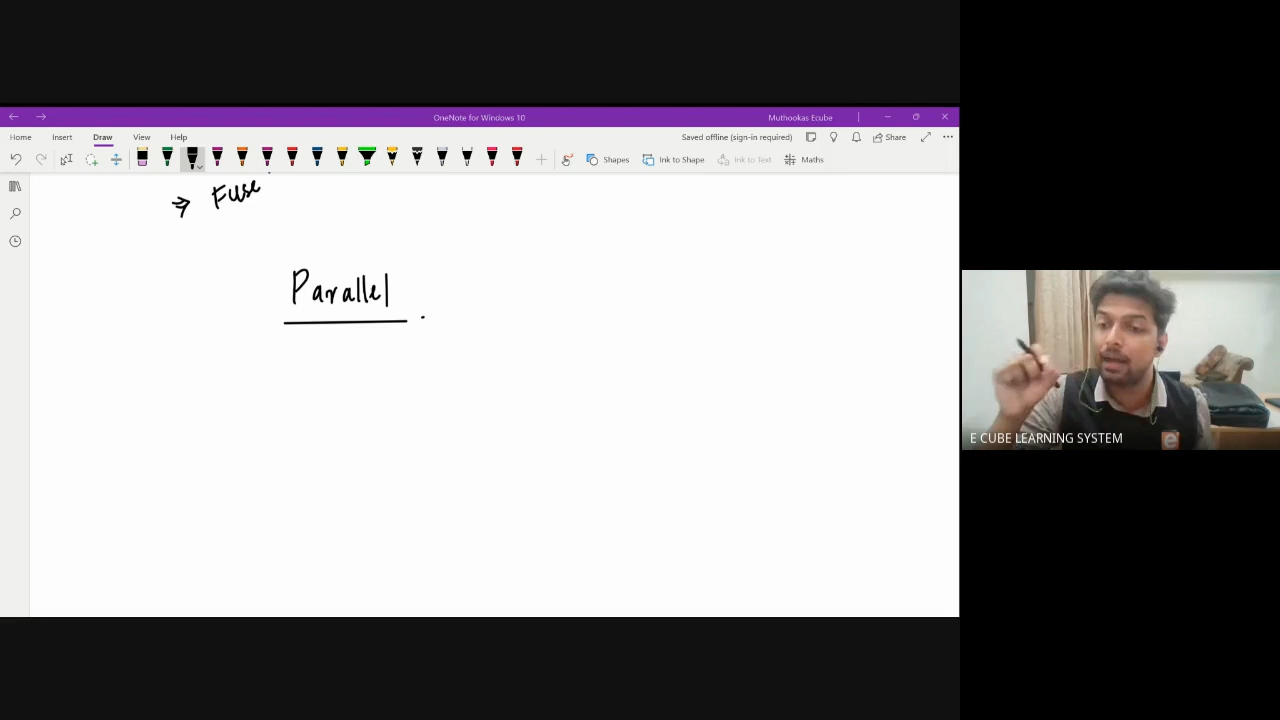 OneNote for Windows 10
Muthookas Ecube
Home Insert Draw View Help
Saved offline (sign-in required)
Share
Shapes
Ink to Shape
Ink to Text
Maths
⇒ Fuse
Parallel
E CUBE LEARNING SYSTEM